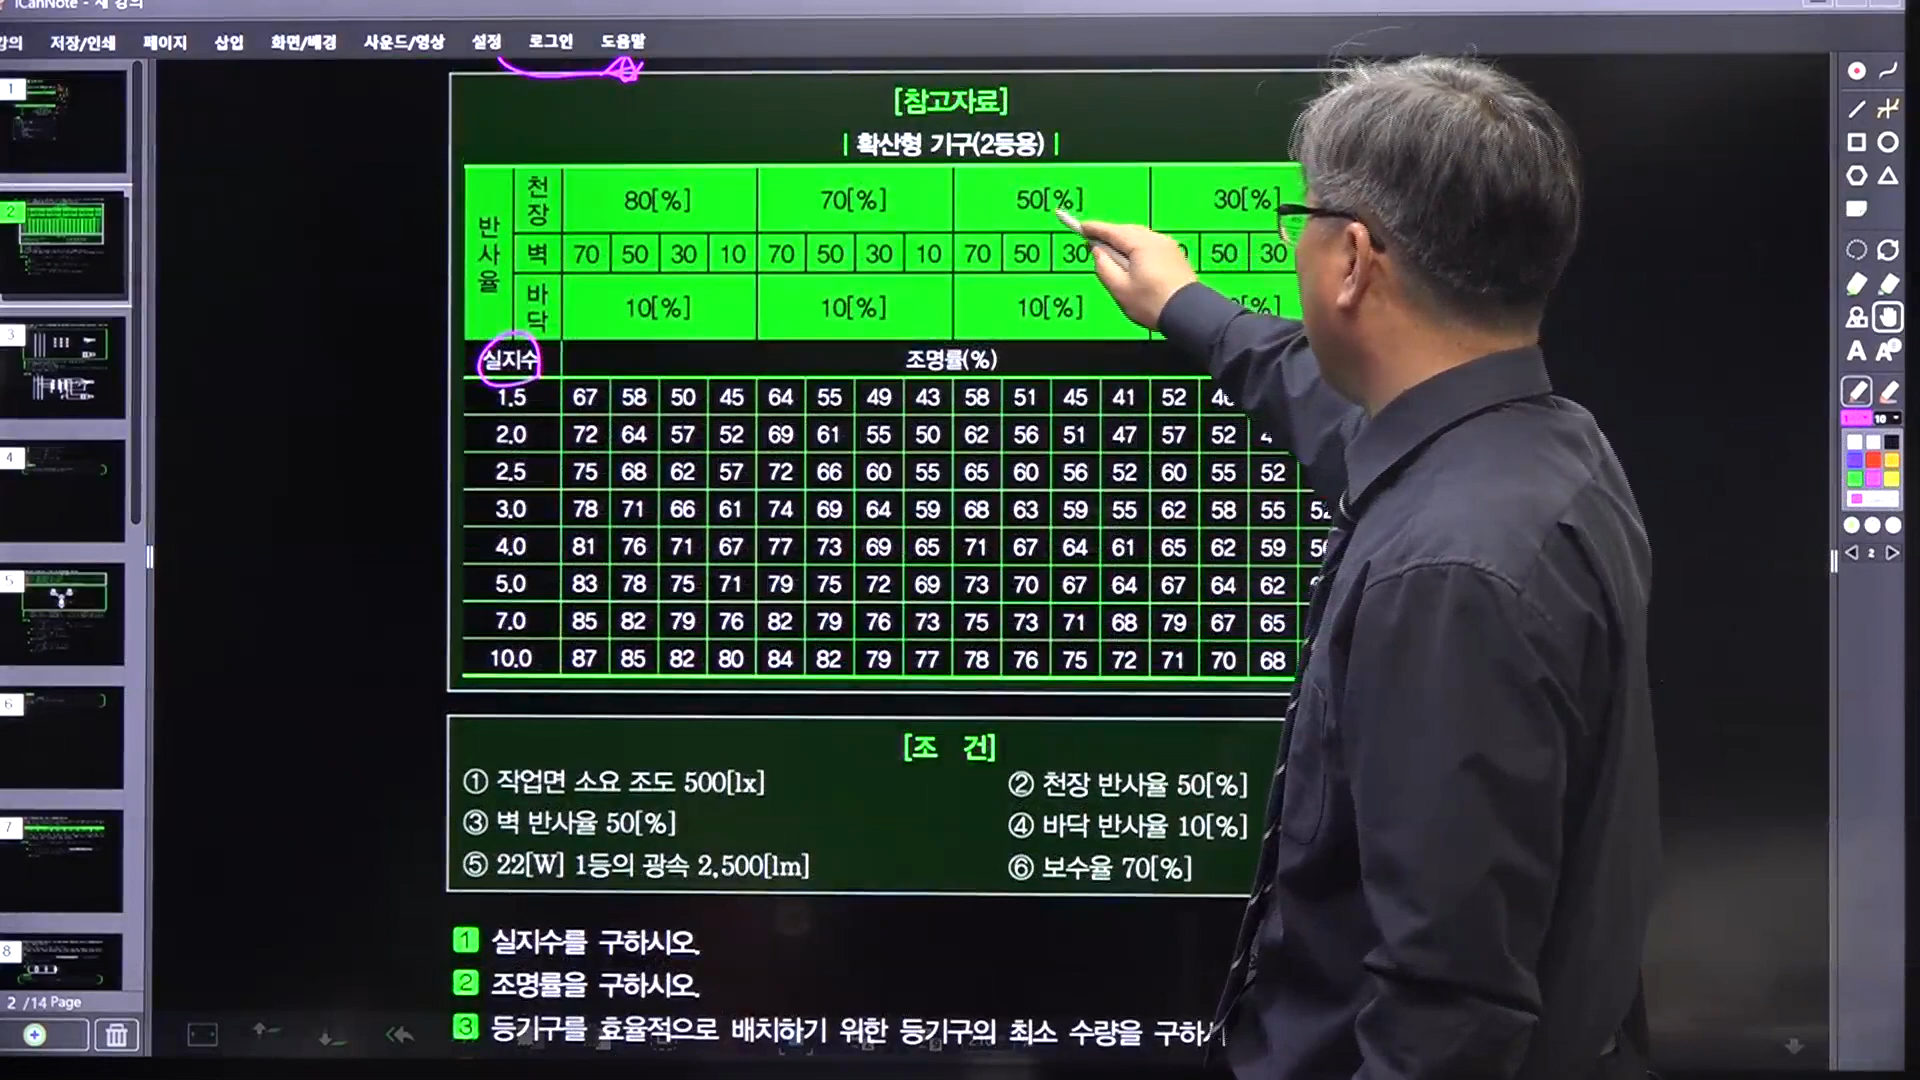 iCanNote - 새 강의
강의 저장/인쇄 페이지 삽입 화면/배경 사운드/영상 설정 로그인 도움말
[참고자료]
확산형 기구(2등용)
반사율 천장 80[%] 70[%] 50[%] 30[%]
벽 70 50 30 10 70 50 30 10 70 50 30 50 30
바닥 10[%] 10[%] 10[%]
실지수 조명률(%)
1.5 67 58 50 45 64 55 49 43 58 51 45 41 52
2.0 72 64 57 52 69 61 55 50 62 56 51 47 57 52
2.5 75 68 62 57 72 66 60 55 65 60 56 52 60 55 52
3.0 78 71 66 61 74 69 64 59 68 63 59 55 62 58 55 52
4.0 81 76 71 67 77 73 69 65 71 67 64 61 65 62 59
5.0 83 78 75 71 79 75 72 69 73 70 67 64 67 64 62
7.0 85 82 79 76 82 79 76 73 75 73 71 68 79 67 65
10.0 87 85 82 80 84 82 79 77 78 76 75 72 71 70 68
[조 건]
① 작업면 소요 조도 500[lx] ② 천장 반사율 50[%]
③ 벽 반사율 50[%] ④ 바닥 반사율 10[%]
⑤ 22[W] 1등의 광속 2,500[lm] ⑥ 보수율 70[%]
1 실지수를 구하시오.
2 조명률을 구하시오.
3 등기구를 효율적으로 배치하기 위한 등기구의 최소 수량을 구하
1
2
3
4
5
6
7
8
2 /14 Page
A A
10
2